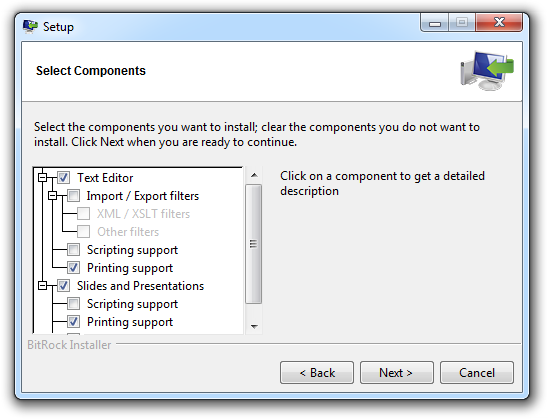 Setup
Select Components
Select the components you want to install; clear the components you do not want to
install. Click Next when you are ready to continue.
Text Editor
Import / Export filters
XML / XSLT filters
Other filters
Scripting support
Printing support
Slides and Presentations
Scripting support
Printing support
Click on a component to get a detailed
description
BitRock Installer
< Back
Next >
Cancel